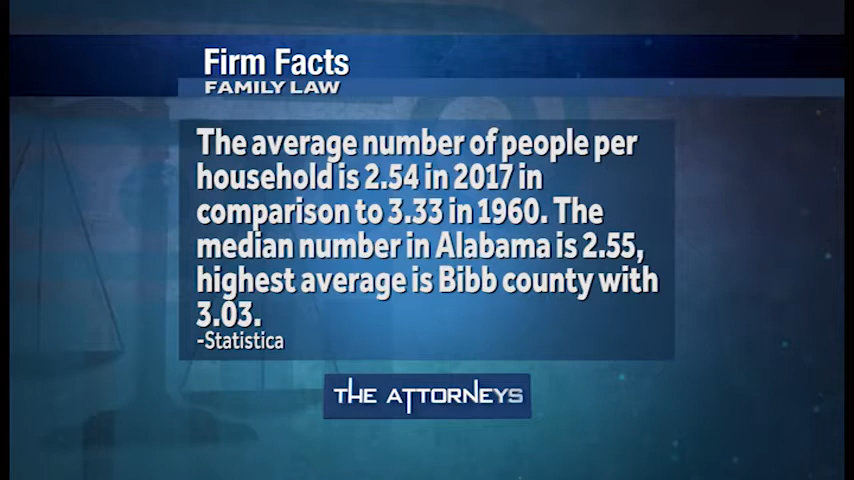 Firm Facts
FAMILY LAW
The average number of people per
household is 2.54 in 2017 in
comparison to 3.33 in 1960. The
median number in Alabama is 2.55,
highest average is Bibb county with
3.03.
-Statistica
THE ATTORNEYS